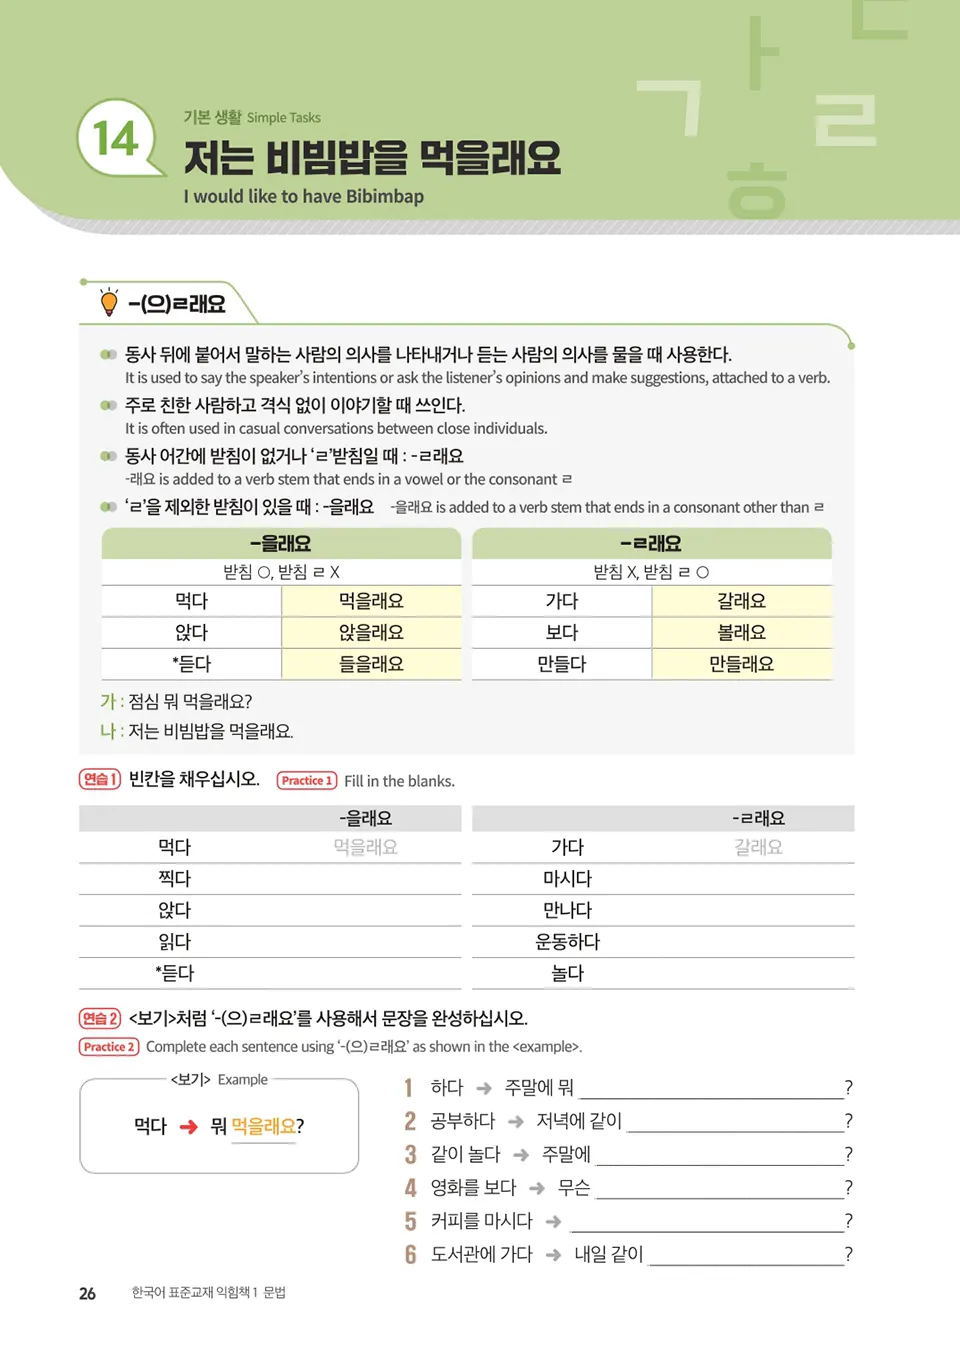 14
기본 생활 Simple Tasks
저는 비빔밥을 먹을래요
I would like to have Bibimbap
ㄱ ㅏ ㄷ ㄹ ㅎ
-(으)ㄹ래요
동사 뒤에 붙어서 말하는 사람의 의사를 나타내거나 듣는 사람의 의사를 물을 때 사용한다.
It is used to say the speaker's intentions or ask the listener's opinions and make suggestions, attached to a verb.
주로 친한 사람하고 격식 없이 이야기할 때 쓰인다.
It is often used in casual conversations between close individuals.
동사 어간에 받침이 없거나 'ㄹ'받침일 때 : -ㄹ래요
-래요 is added to a verb stem that ends in a vowel or the consonant ㄹ
'ㄹ'을 제외한 받침이 있을 때 : -을래요 -을래요 is added to a verb stem that ends in a consonant other than ㄹ
-을래요 -ㄹ래요
받침 O, 받침 ㄹ X 받침 X, 받침 ㄹ O
먹다 먹을래요 가다 갈래요
앉다 앉을래요 보다 볼래요
*듣다 들을래요 만들다 만들래요
가 : 점심 뭐 먹을래요?
나 : 저는 비빔밥을 먹을래요.
연습 1 빈칸을 채우십시오. Practice 1 Fill in the blanks.
-을래요 -ㄹ래요
먹다 먹을래요 가다 갈래요
찍다 마시다
앉다 만나다
읽다 운동하다
*듣다 놀다
연습 2 <보기>처럼 '-(으)ㄹ래요'를 사용해서 문장을 완성하십시오.
Practice 2 Complete each sentence using '-(으)ㄹ래요' as shown in the <example>.
<보기> Example
먹다 ➜ 뭐 먹을래요?
1 하다 ➜ 주말에 뭐 ?
2 공부하다 ➜ 저녁에 같이 ?
3 같이 놀다 ➜ 주말에 ?
4 영화를 보다 ➜ 무슨 ?
5 커피를 마시다 ➜ ?
6 도서관에 가다 ➜ 내일 같이 ?
26 한국어 표준교재 익힘책 1 문법